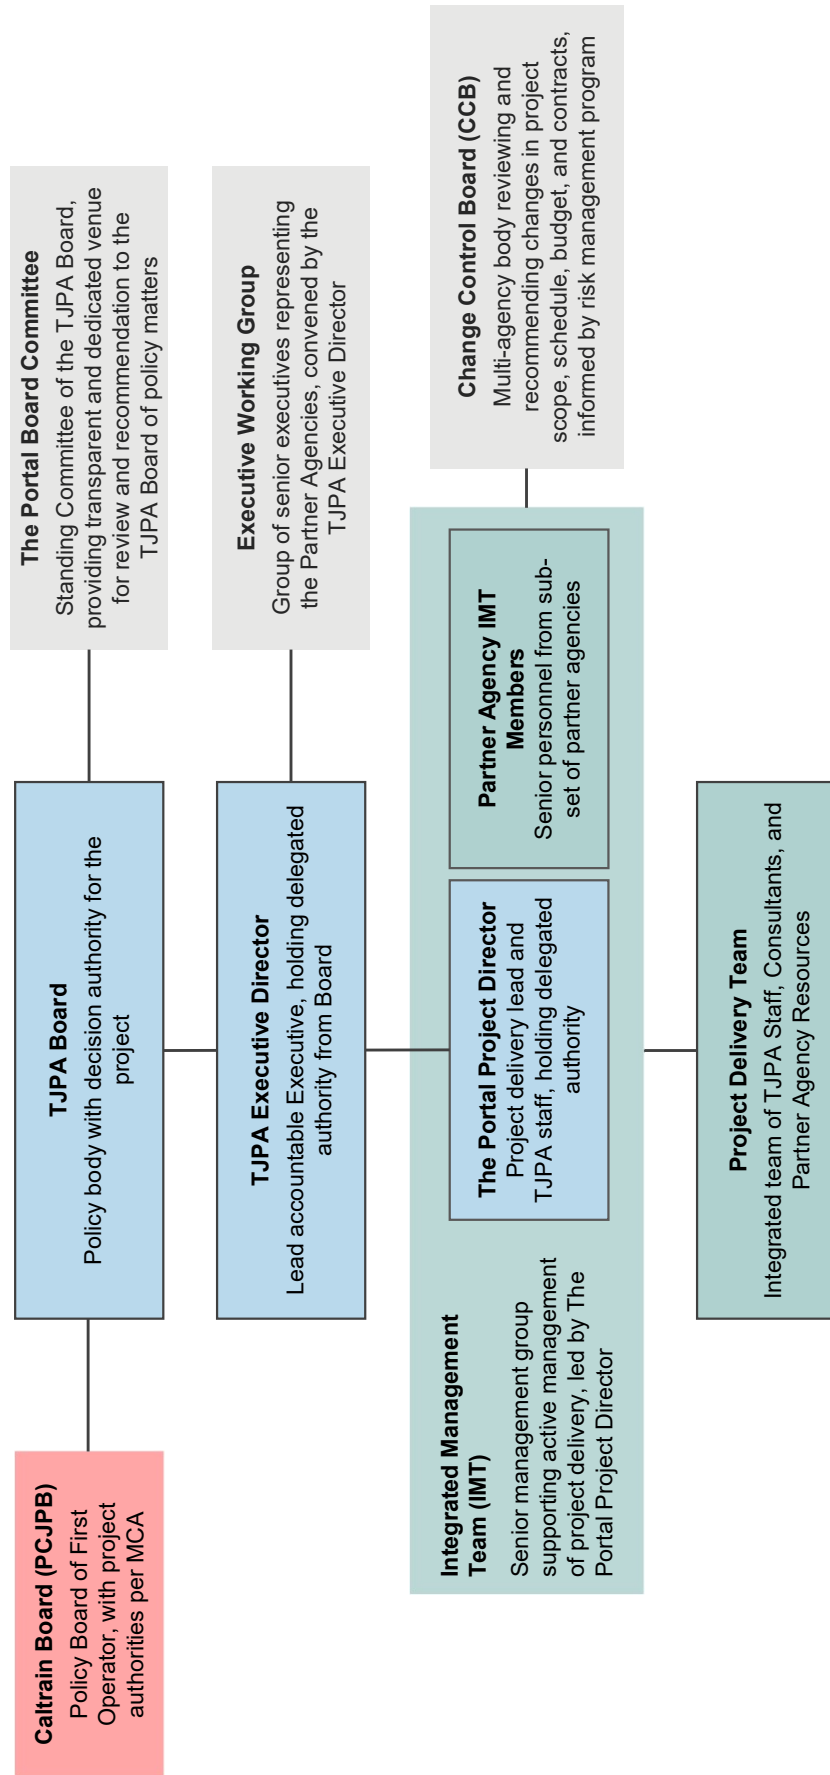 Caltrain Board (PCJPB)
Policy Board of First
Operator, with project
authorities per MCA
TJPA Board
Policy body with decision authority for the
project
The Portal Board Committee
Standing Committee of the TJPA Board,
providing transparent and dedicated venue
for review and recommendation to the
TJPA Board of policy matters
TJPA Executive Director
Lead accountable Executive, holding delegated
authority from Board
Executive Working Group
Group of senior executives representing
the Partner Agencies, convened by the
TJPA Executive Director
Integrated Management
Team (IMT)
Senior management group
supporting active management
of project delivery, led by The
Portal Project Director
The Portal Project Director
Project delivery lead and
TJPA staff, holding delegated
authority
Partner Agency IMT
Members
Senior personnel from sub-
set of partner agencies
Change Control Board (CCB)
Multi-agency body reviewing and
recommending changes in project
scope, schedule, budget, and contracts,
informed by risk management program
Project Delivery Team
Integrated team of TJPA Staff, Consultants, and
Partner Agency Resources